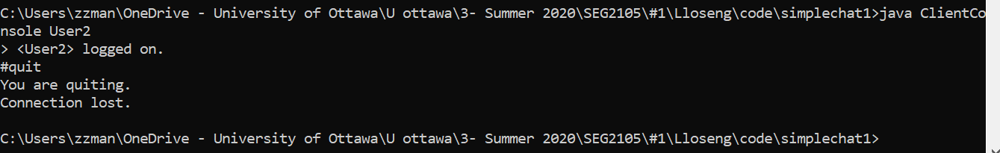 C:\Users\zzman\OneDrive - University of Ottawa\U ottawa\3- Summer 2020\SEG2105\#1\Lloseng\code\simplechat1>java ClientCo
nsole User2
> <User2> logged on.
#quit
You are quiting.
Connection lost.
C:\Users\zzman\OneDrive - University of Ottawa\U ottawa\3- Summer 2020\SEG2105\#1\Lloseng\code\simplechat1>